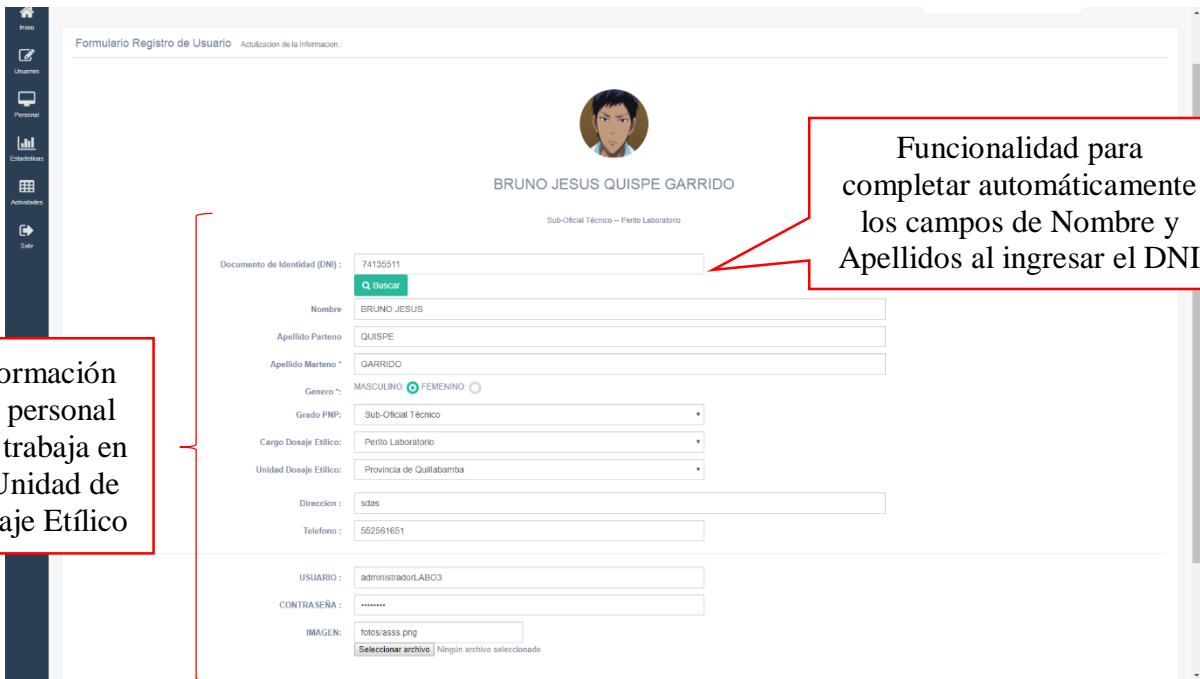 Inicio
Usuarios
Personal
Estadisticas
Actividades
Salir
Formulario Registro de Usuario Actulizacion de la Informacion :
BRUNO JESUS QUISPE GARRIDO
Sub-Oficial Técnico -- Perito Laboratorio
Funcionalidad para
completar automáticamente
los campos de Nombre y
Apellidos al ingresar el DNI
Documento de Identidad (DNI) : 74135511
Buscar
Nombre BRUNO JESUS
Apellido Parteno QUISPE
Apellido Marteno * GARRIDO
Genero *: MASCULINO: FEMENINO:
Grado PNP: Sub-Oficial Técnico
Cargo Dosaje Etilico: Perito Laboratorio
Unidad Dosaje Etilico: Provincia de Quillabamba
Direccion : sdas
Telefono : 552561651
ormación
personal
trabaja en
Unidad de
aje Etílico
USUARIO : administradorLABO3
CONTRASEÑA : ••••••••
IMAGEN: fotos/asss.png
Seleccionar archivo Ningún archivo seleccionado